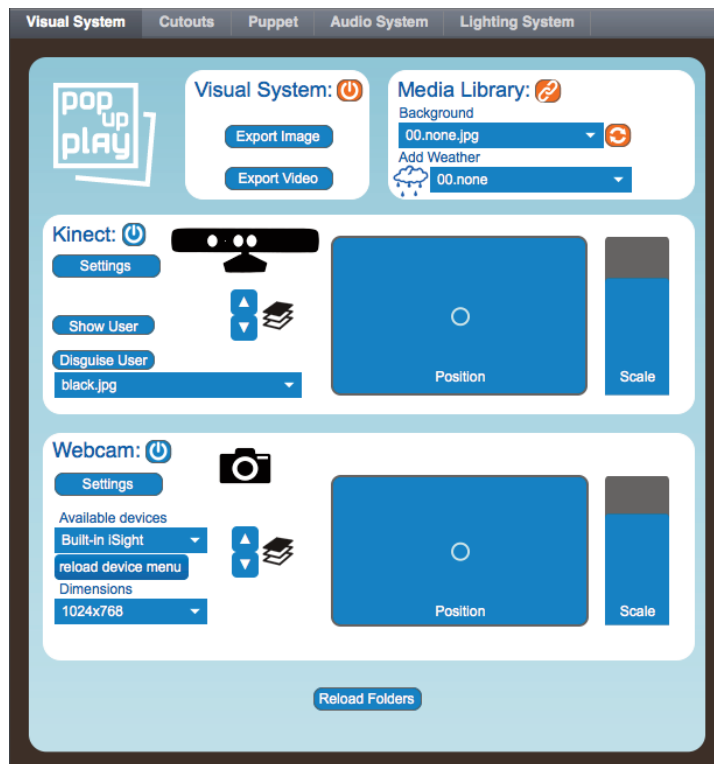 Visual System
Cutouts
Puppet
Audio System
Lighting System
pop
up
play
Visual System:
Export Image
Export Video
Media Library:
Background
00.none.jpg
Add Weather
00.none
Kinect:
Settings
Show User
Disguise User
black.jpg
Position
Scale
Webcam:
Settings
Available devices
Built-in iSight
reload device menu
Dimensions
1024x768
Position
Scale
Reload Folders